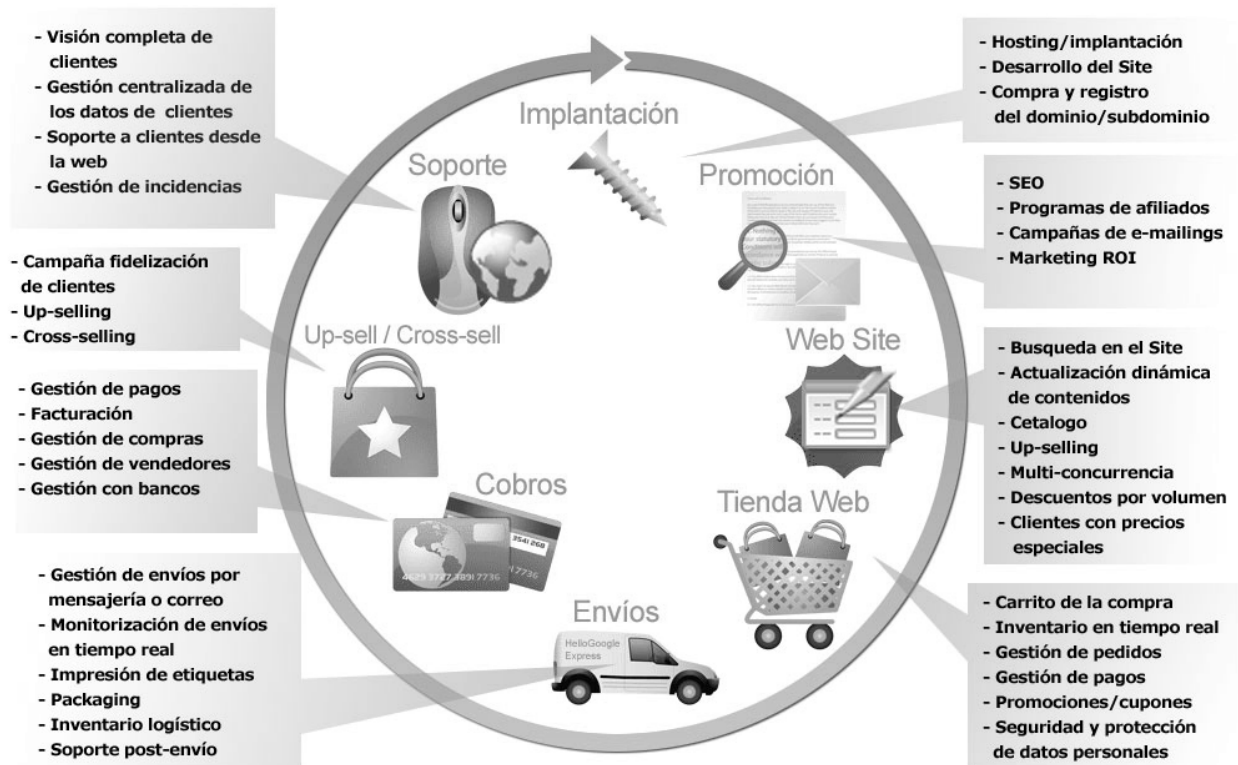 - Visión completa de
clientes
- Gestión centralizada de
los datos de clientes
- Soporte a clientes desde
la web
- Gestión de incidencias
- Campaña fidelización
de clientes
- Up-selling
- Cross-selling
- Gestión de pagos
- Facturación
- Gestión de compras
- Gestión de vendedores
- Gestión con bancos
- Gestión de envíos por
mensajería o correo
- Monitorización de envíos
en tiempo real
- Impresión de etiquetas
- Packaging
- Inventario logístico
- Soporte post-envío
Implantación
Soporte
Promoción
Up-sell / Cross-sell
Web Site
Cobros
3541 268
4629 3727 3891 7736
7736
Tienda Web
Envíos
HelloGoogle
Express
- Hosting/implantación
- Desarrollo del Site
- Compra y registro
del dominio/subdominio
- SEO
- Programas de afiliados
- Campañas de e-mailings
- Marketing ROI
- Busqueda en el Site
- Actualización dinámica
de contenidos
- Cetalogo
- Up-selling
- Multi-concurrencia
- Descuentos por volumen
- Clientes con precios
especiales
- Carrito de la compra
- Inventario en tiempo real
- Gestión de pedidos
- Gestión de pagos
- Promociones/cupones
- Seguridad y protección
de datos personales